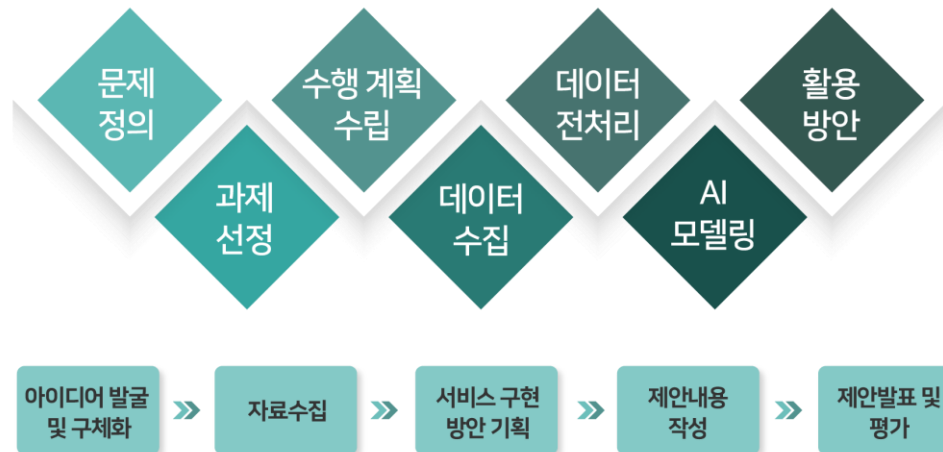 문제
정의
과제
선정
수행 계획
수립
데이터
수집
데이터
전처리
AI
모델링
활용
방안
아이디어 발굴
및 구체화
자료수집
서비스 구현
방안 기획
제안내용
작성
제안발표 및
평가